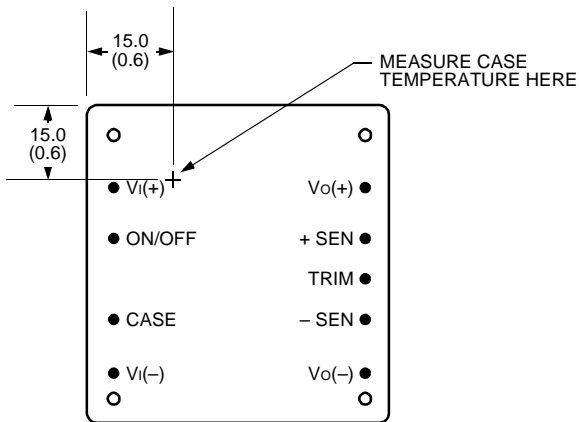 15.0
(0.6)
MEASURE CASE
TEMPERATURE HERE
15.0
(0.6)
VI(+)
VO(+)
ON/OFF
+ SEN
TRIM
CASE
– SEN
VI(–)
VO(–)